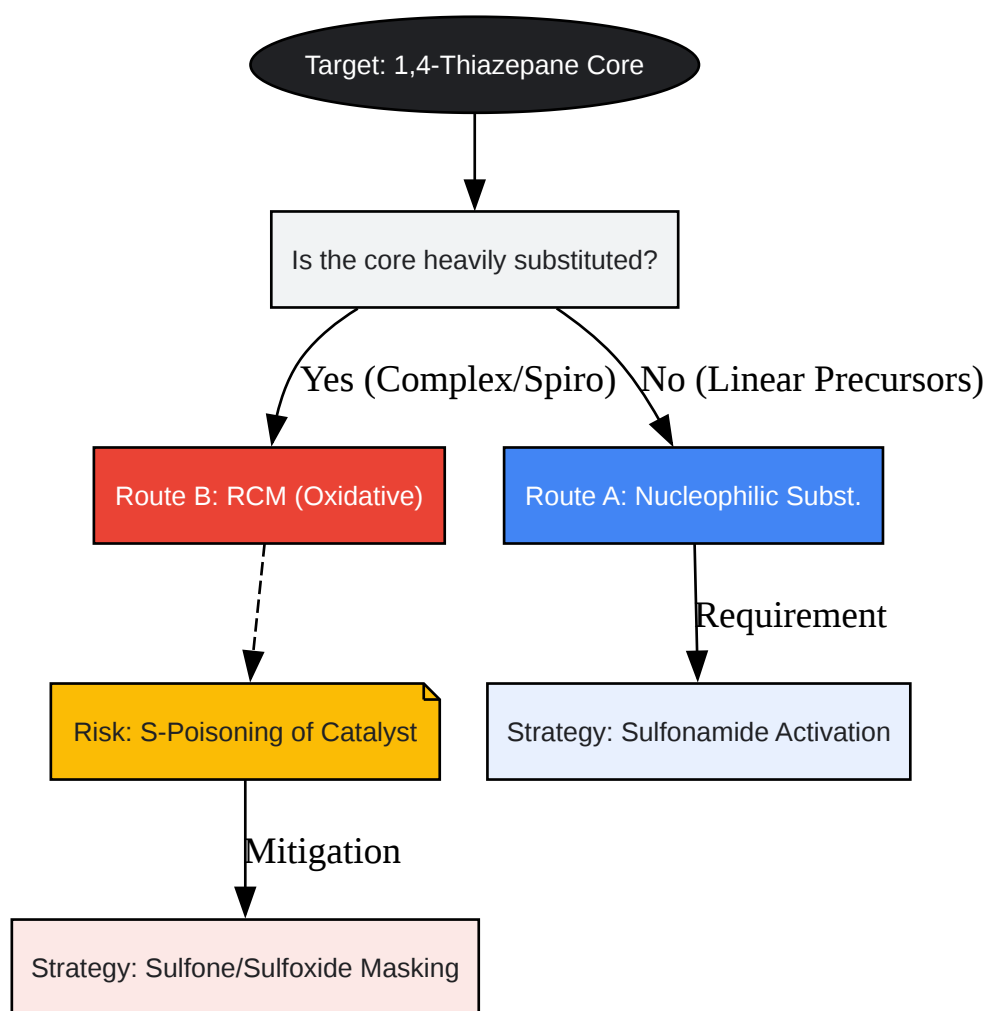 Target: 1,4-Thiazepane Core
Is the core heavily substituted?
Yes (Complex/Spiro)
No (Linear Precursors)
Route B: RCM (Oxidative)
Route A: Nucleophilic Subst.
Requirement
Risk: S-Poisoning of Catalyst
Strategy: Sulfonamide Activation
Mitigation
Strategy: Sulfone/Sulfoxide Masking